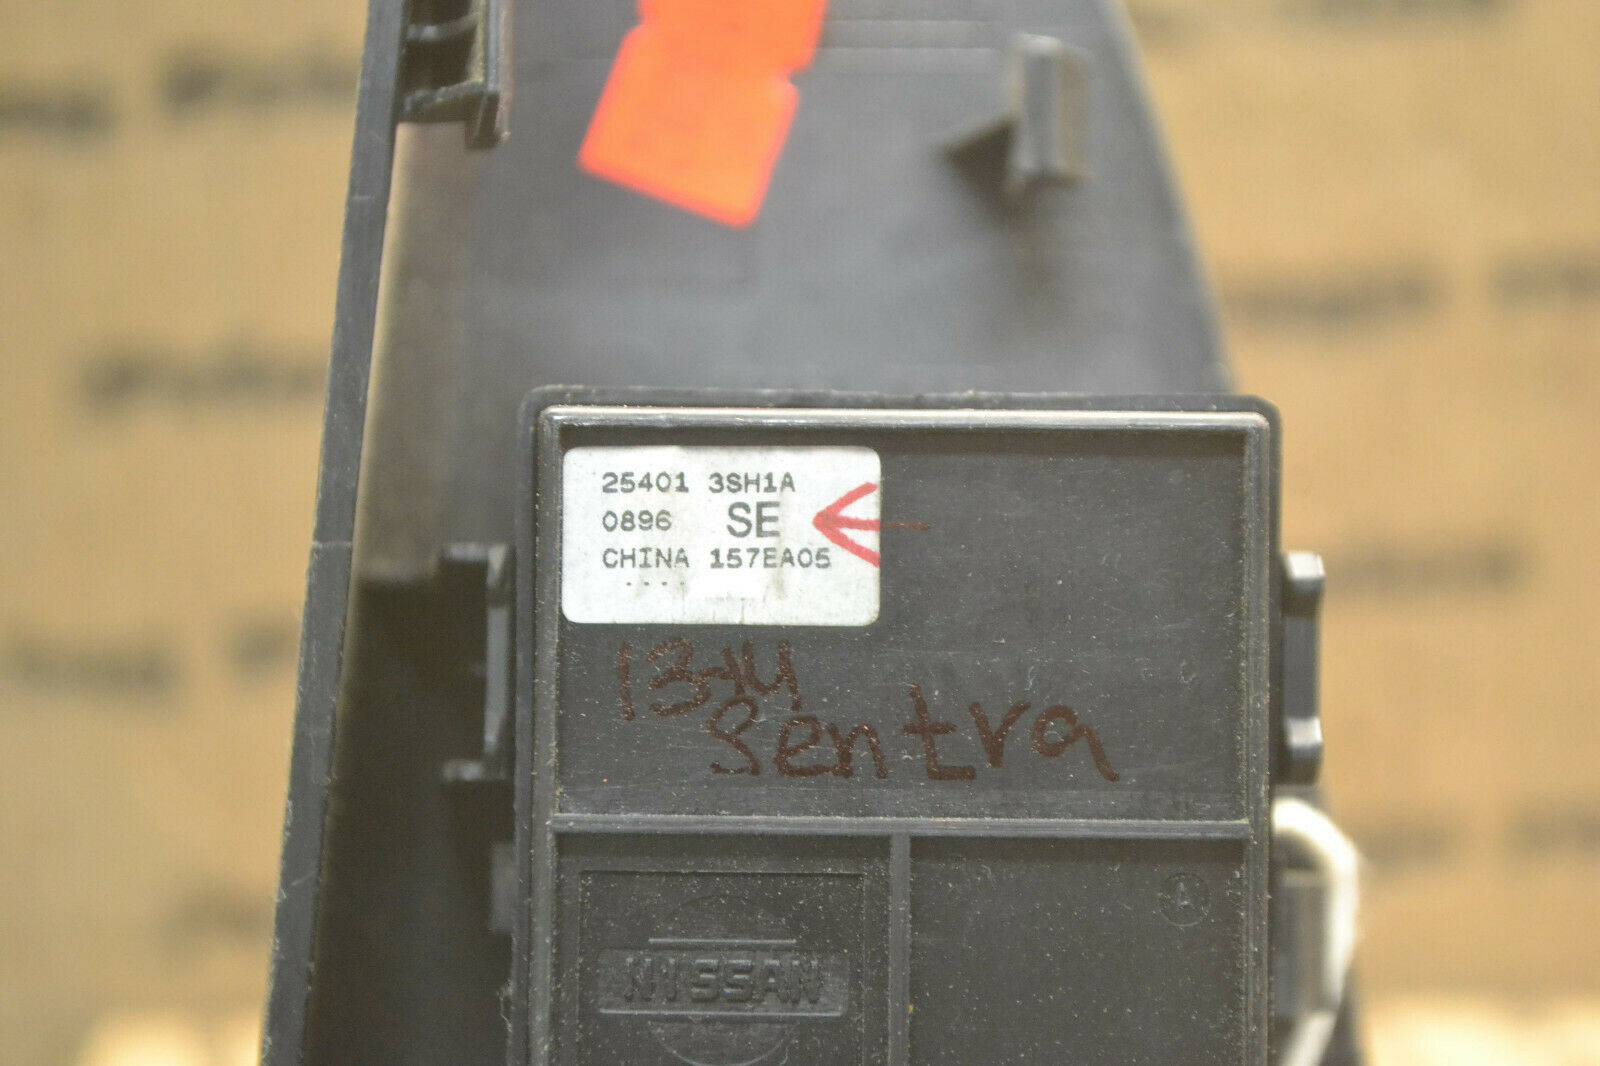 25401 3SH1A
0896 SE
CHINA 157EA05
13-14
Sentra
A
NISSAN